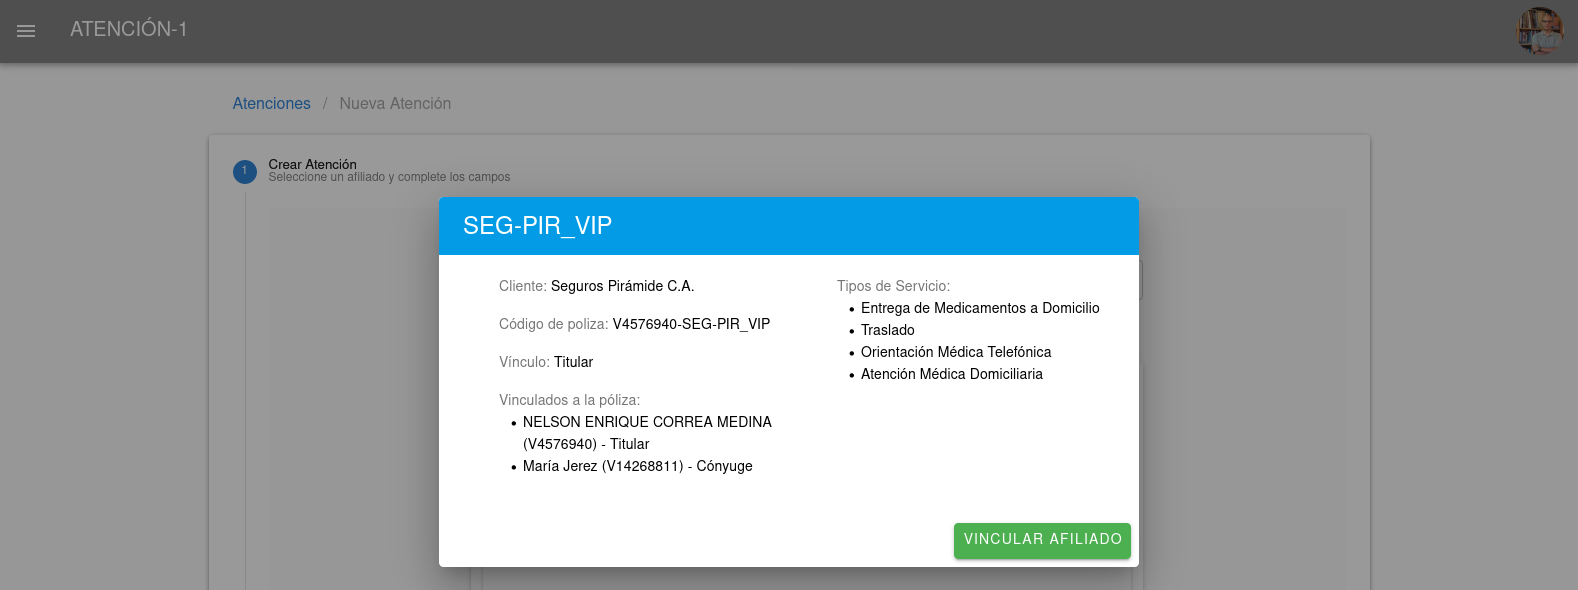 ATENCIÓN-1
Atenciones / Nueva Atención
1
Crear Atención
Seleccione un afiliado y complete los campos
SEG-PIR_VIP
Cliente: Seguros Pirámide C.A.
Código de poliza: V4576940-SEG-PIR_VIP
Vínculo: Titular
Vinculados a la póliza:
• NELSON ENRIQUE CORREA MEDINA
(V4576940) - Titular
• María Jerez (V14268811) - Cónyuge
Tipos de Servicio:
• Entrega de Medicamentos a Domicilio
• Traslado
• Orientación Médica Telefónica
• Atención Médica Domiciliaria
VINCULAR AFILIADO